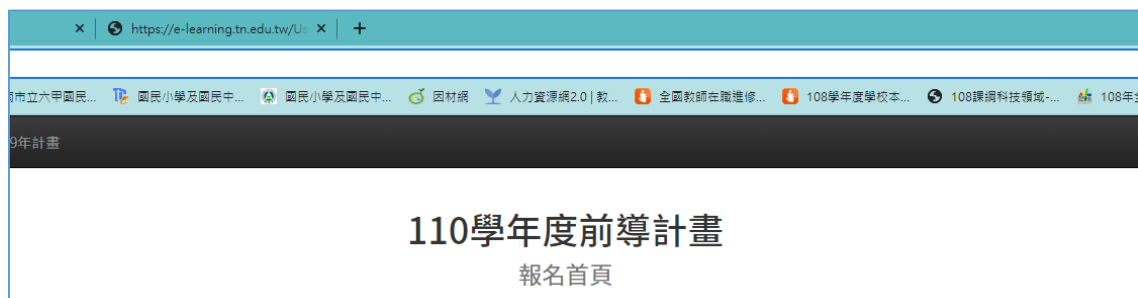 https://e-learning.tn.edu.tw/Us
市立六甲國民... 國民小學及國民中... 國民小學及國民中... 因材網 人力資源網2.0 | 教... 全國教師在職進修... 108學年度學校本... 108課綱科技領域-... 108年全
9年計畫
110學年度前導計畫
報名首頁